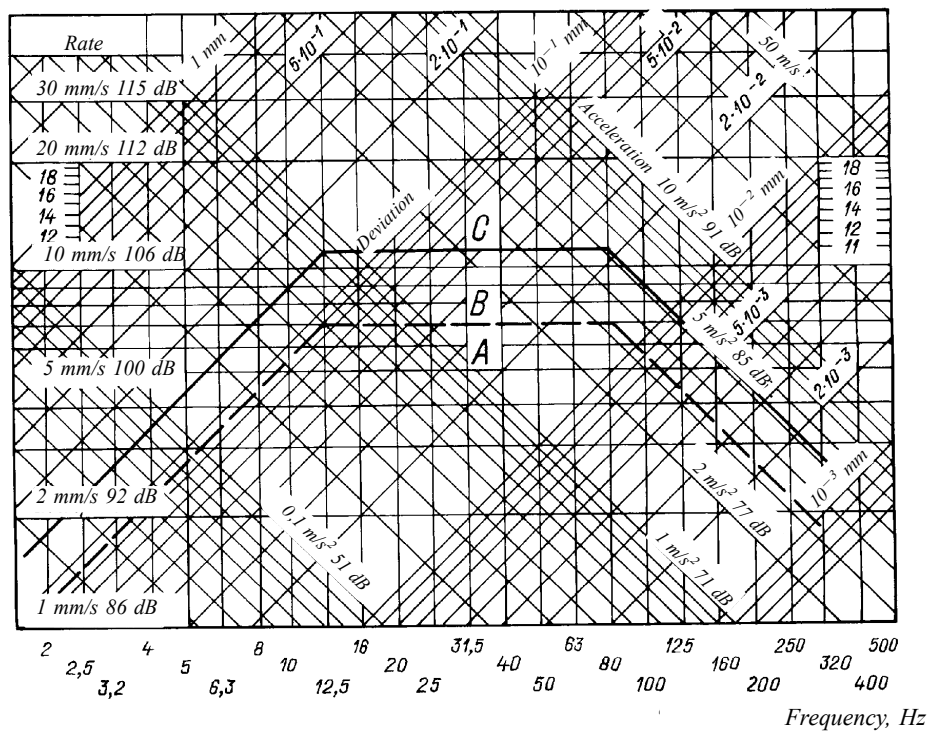 Rate
1 mm
6·10⁻¹
2·10⁻¹
10⁻¹ mm
5·10⁻²
50 m/s²
2·10⁻²
30 mm/s 115 dB
20 mm/s 112 dB
18
16
14
12
10 mm/s 106 dB
5 mm/s 100 dB
2 mm/s 92 dB
1 mm/s 86 dB
Deviation
Acceleration 10 m/s² 91 dB
10⁻² mm
18
16
14
12
11
C
B
A
5·10⁻³
5 m/s² 85 dB
2·10⁻³
10⁻³ mm
2 m/s² 77 dB
1 m/s² 71 dB
0,1 m/s² 51 dB
2 4 8 16 31,5 63 125 250 500
2,5 5 10 20 40 80 160 320
3,2 6,3 12,5 25 50 100 200 400
Frequency, Hz